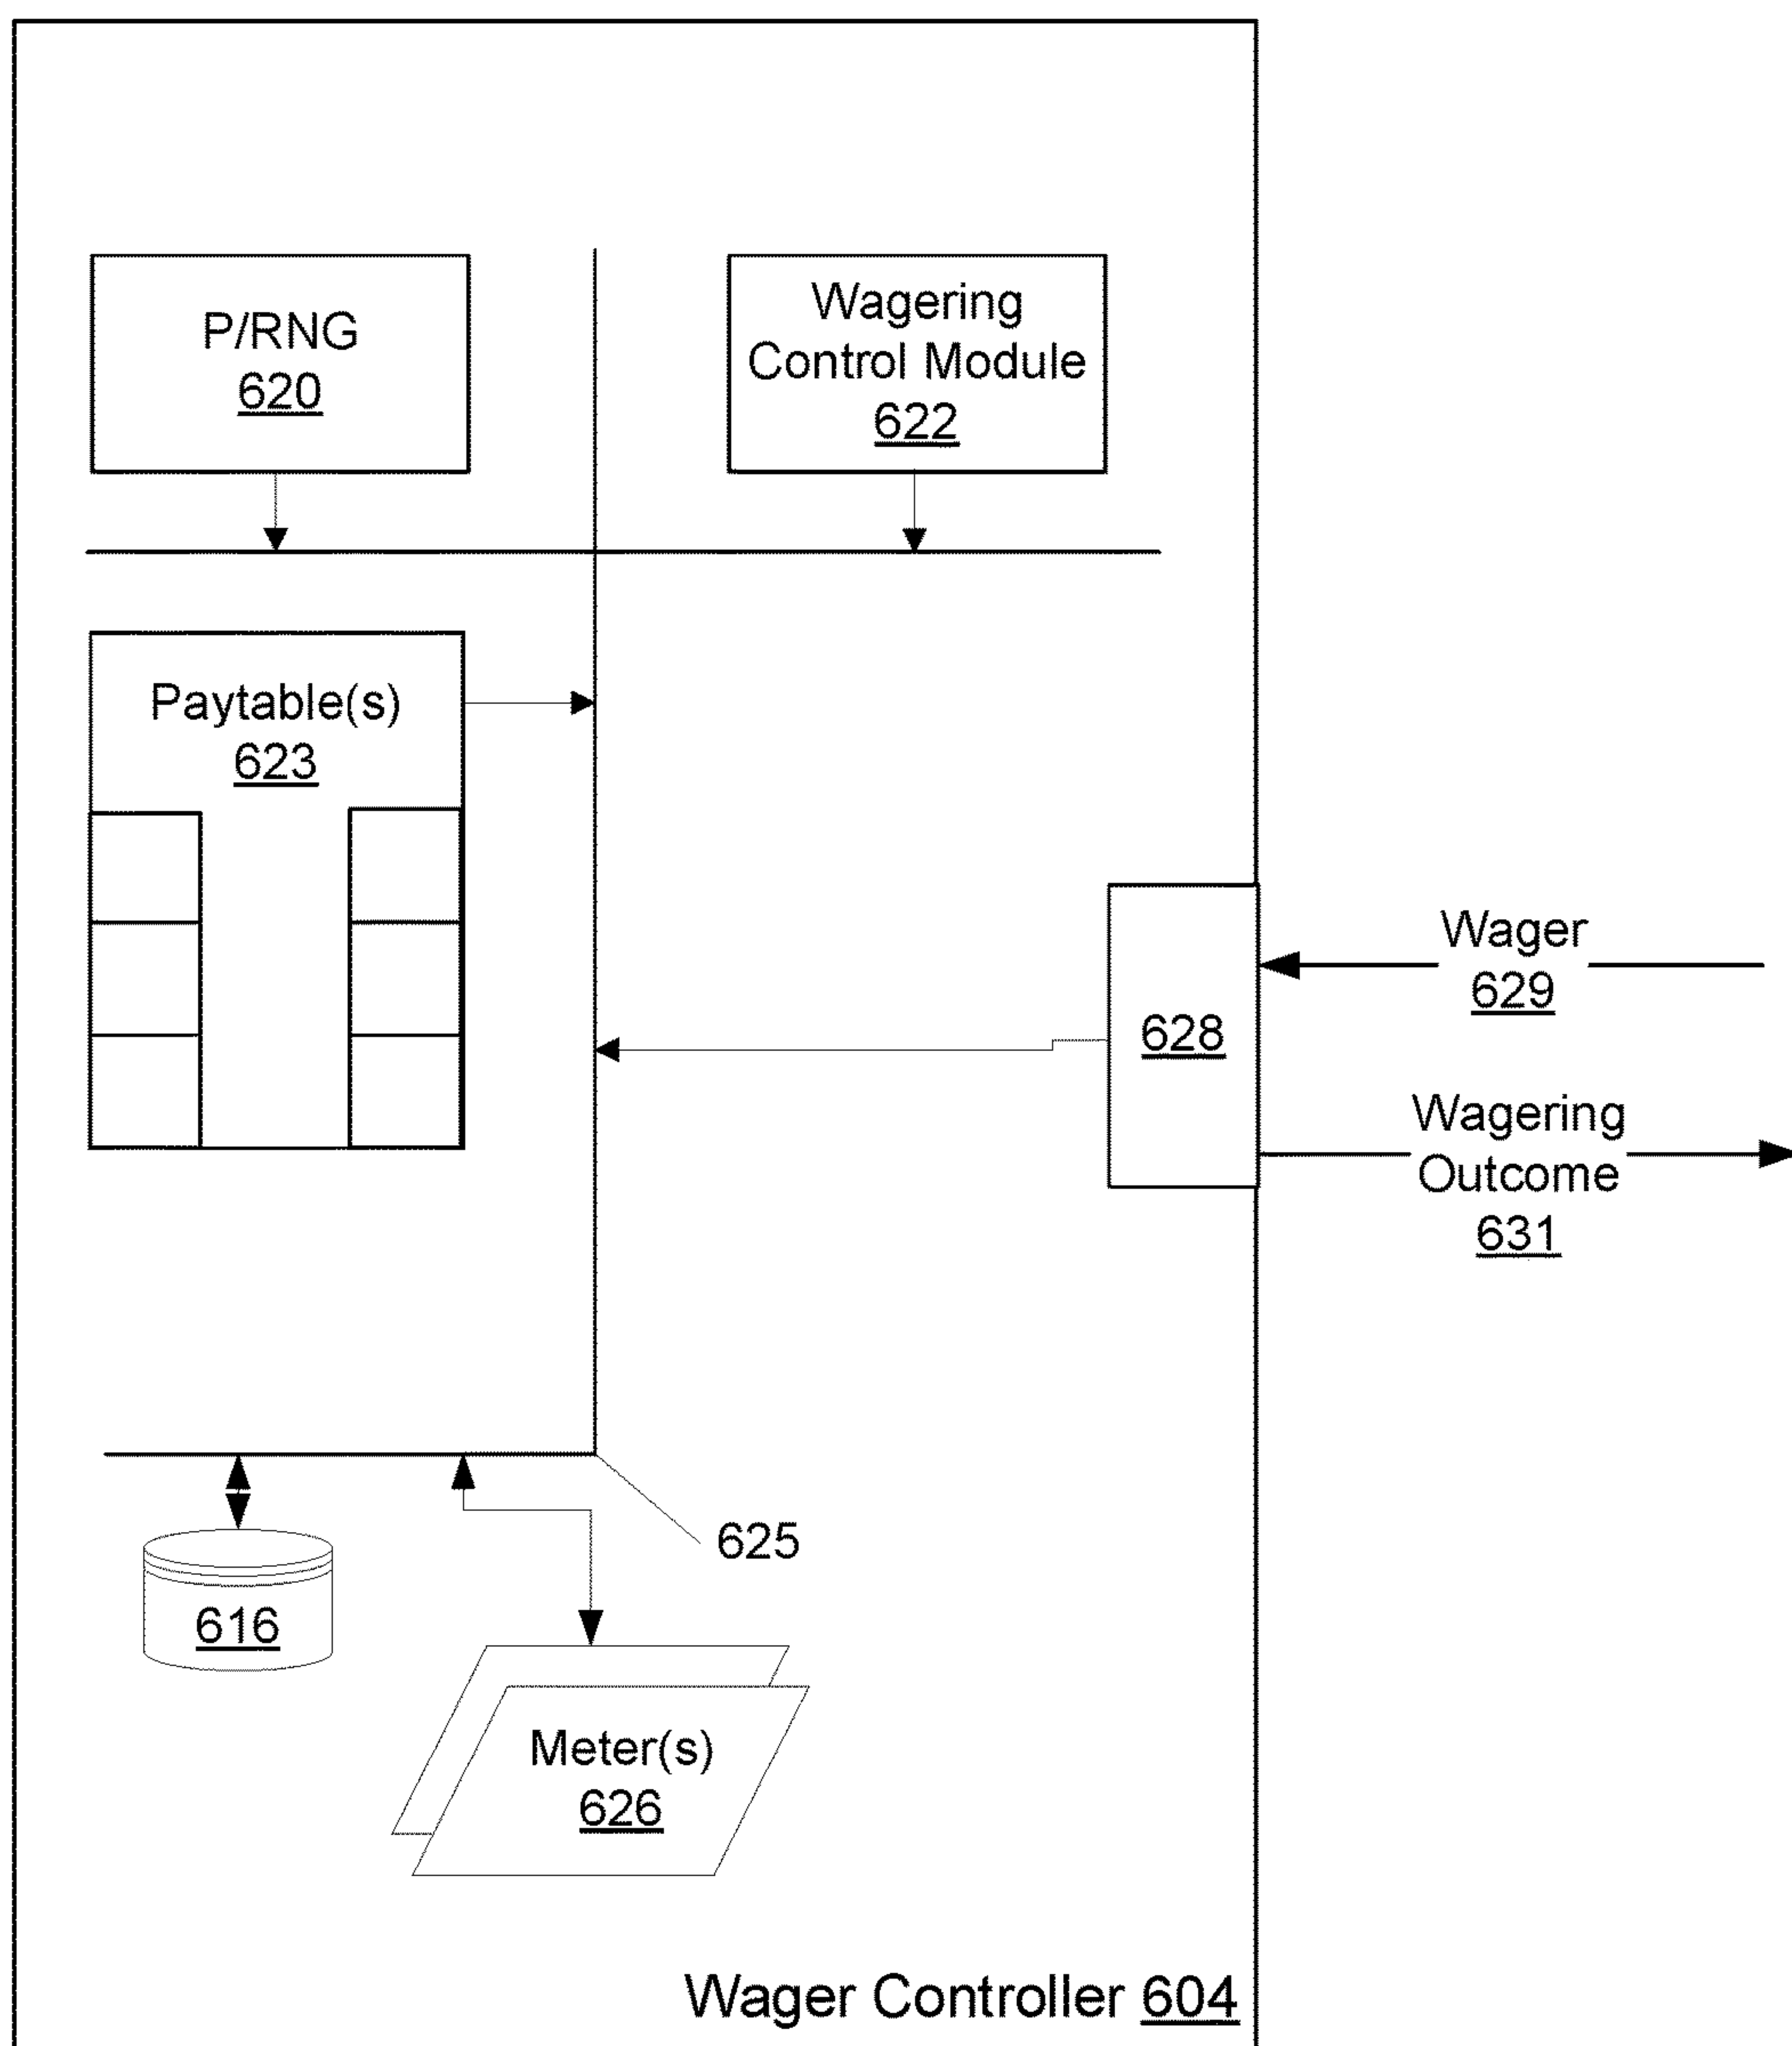 P/RNG
620
Wagering
Control Module
622
Paytable(s)
623
Wager
629
628
Wagering
Outcome
631
625
616
Meter(s)
626
Wager Controller 604